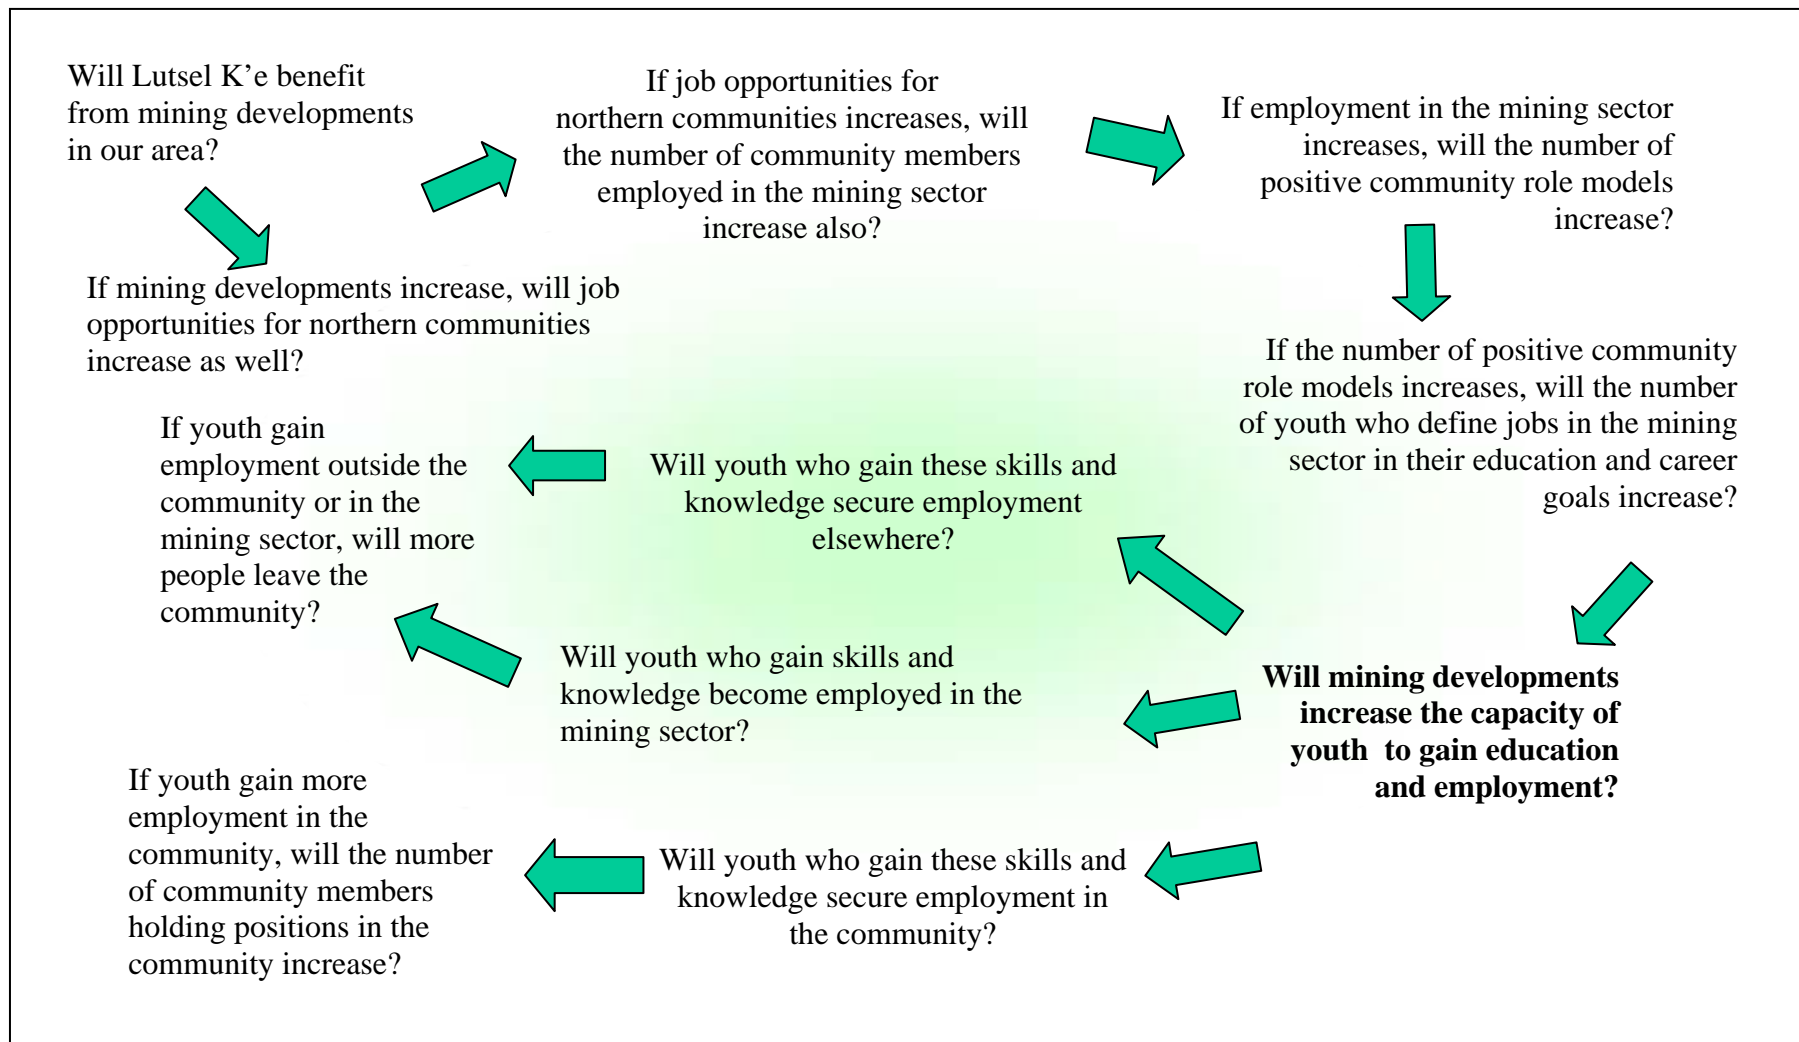 Will Lutsel K’e benefit
from mining developments
in our area?
If mining developments increase, will job
opportunities for northern communities
increase as well?
If job opportunities for
northern communities increases, will
the number of community members
employed in the mining sector
increase also?
If employment in the mining sector
increases, will the number of
positive community role models
increase?
If the number of positive community
role models increases, will the number
of youth who define jobs in the mining
sector in their education and career
goals increase?
Will mining developments
increase the capacity of
youth  to gain education
and employment?
Will youth who gain these skills and
knowledge secure employment
elsewhere?
Will youth who gain skills and
knowledge become employed in the
mining sector?
If youth gain
employment outside the
community or in the
mining sector, will more
people leave the
community?
Will youth who gain these skills and
knowledge secure employment in
the community?
If youth gain more
employment in the
community, will the number
of community members
holding positions in the
community increase?